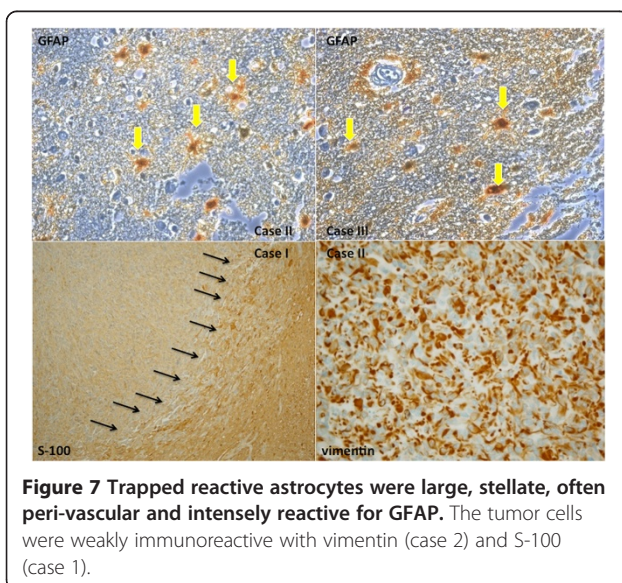 GFAP
GFAP
Case II
Case III
Case I
Case II
S-100
vimentin
Figure 7 Trapped reactive astrocytes were large, stellate, often
peri-vascular and intensely reactive for GFAP. The tumor cells
were weakly immunoreactive with vimentin (case 2) and S-100
(case 1).